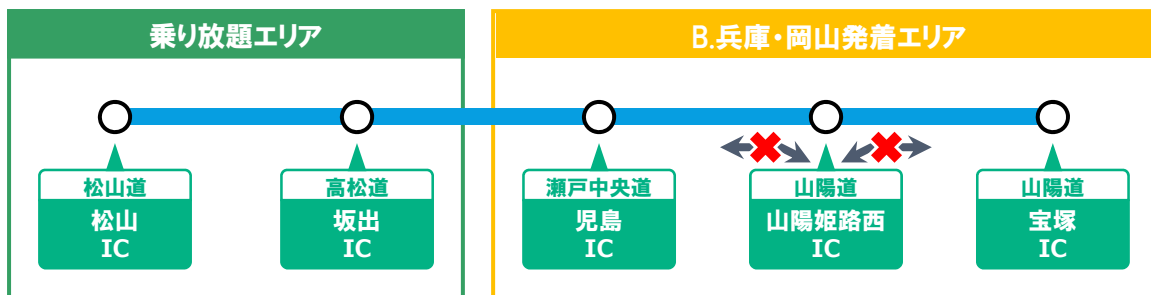 乗り放題エリア
B.兵庫・岡山発着エリア
松山道
松山
IC
高松道
坂出
IC
瀬戸中央道
児島
IC
山陽道
山陽姫路西
IC
山陽道
宝塚
IC